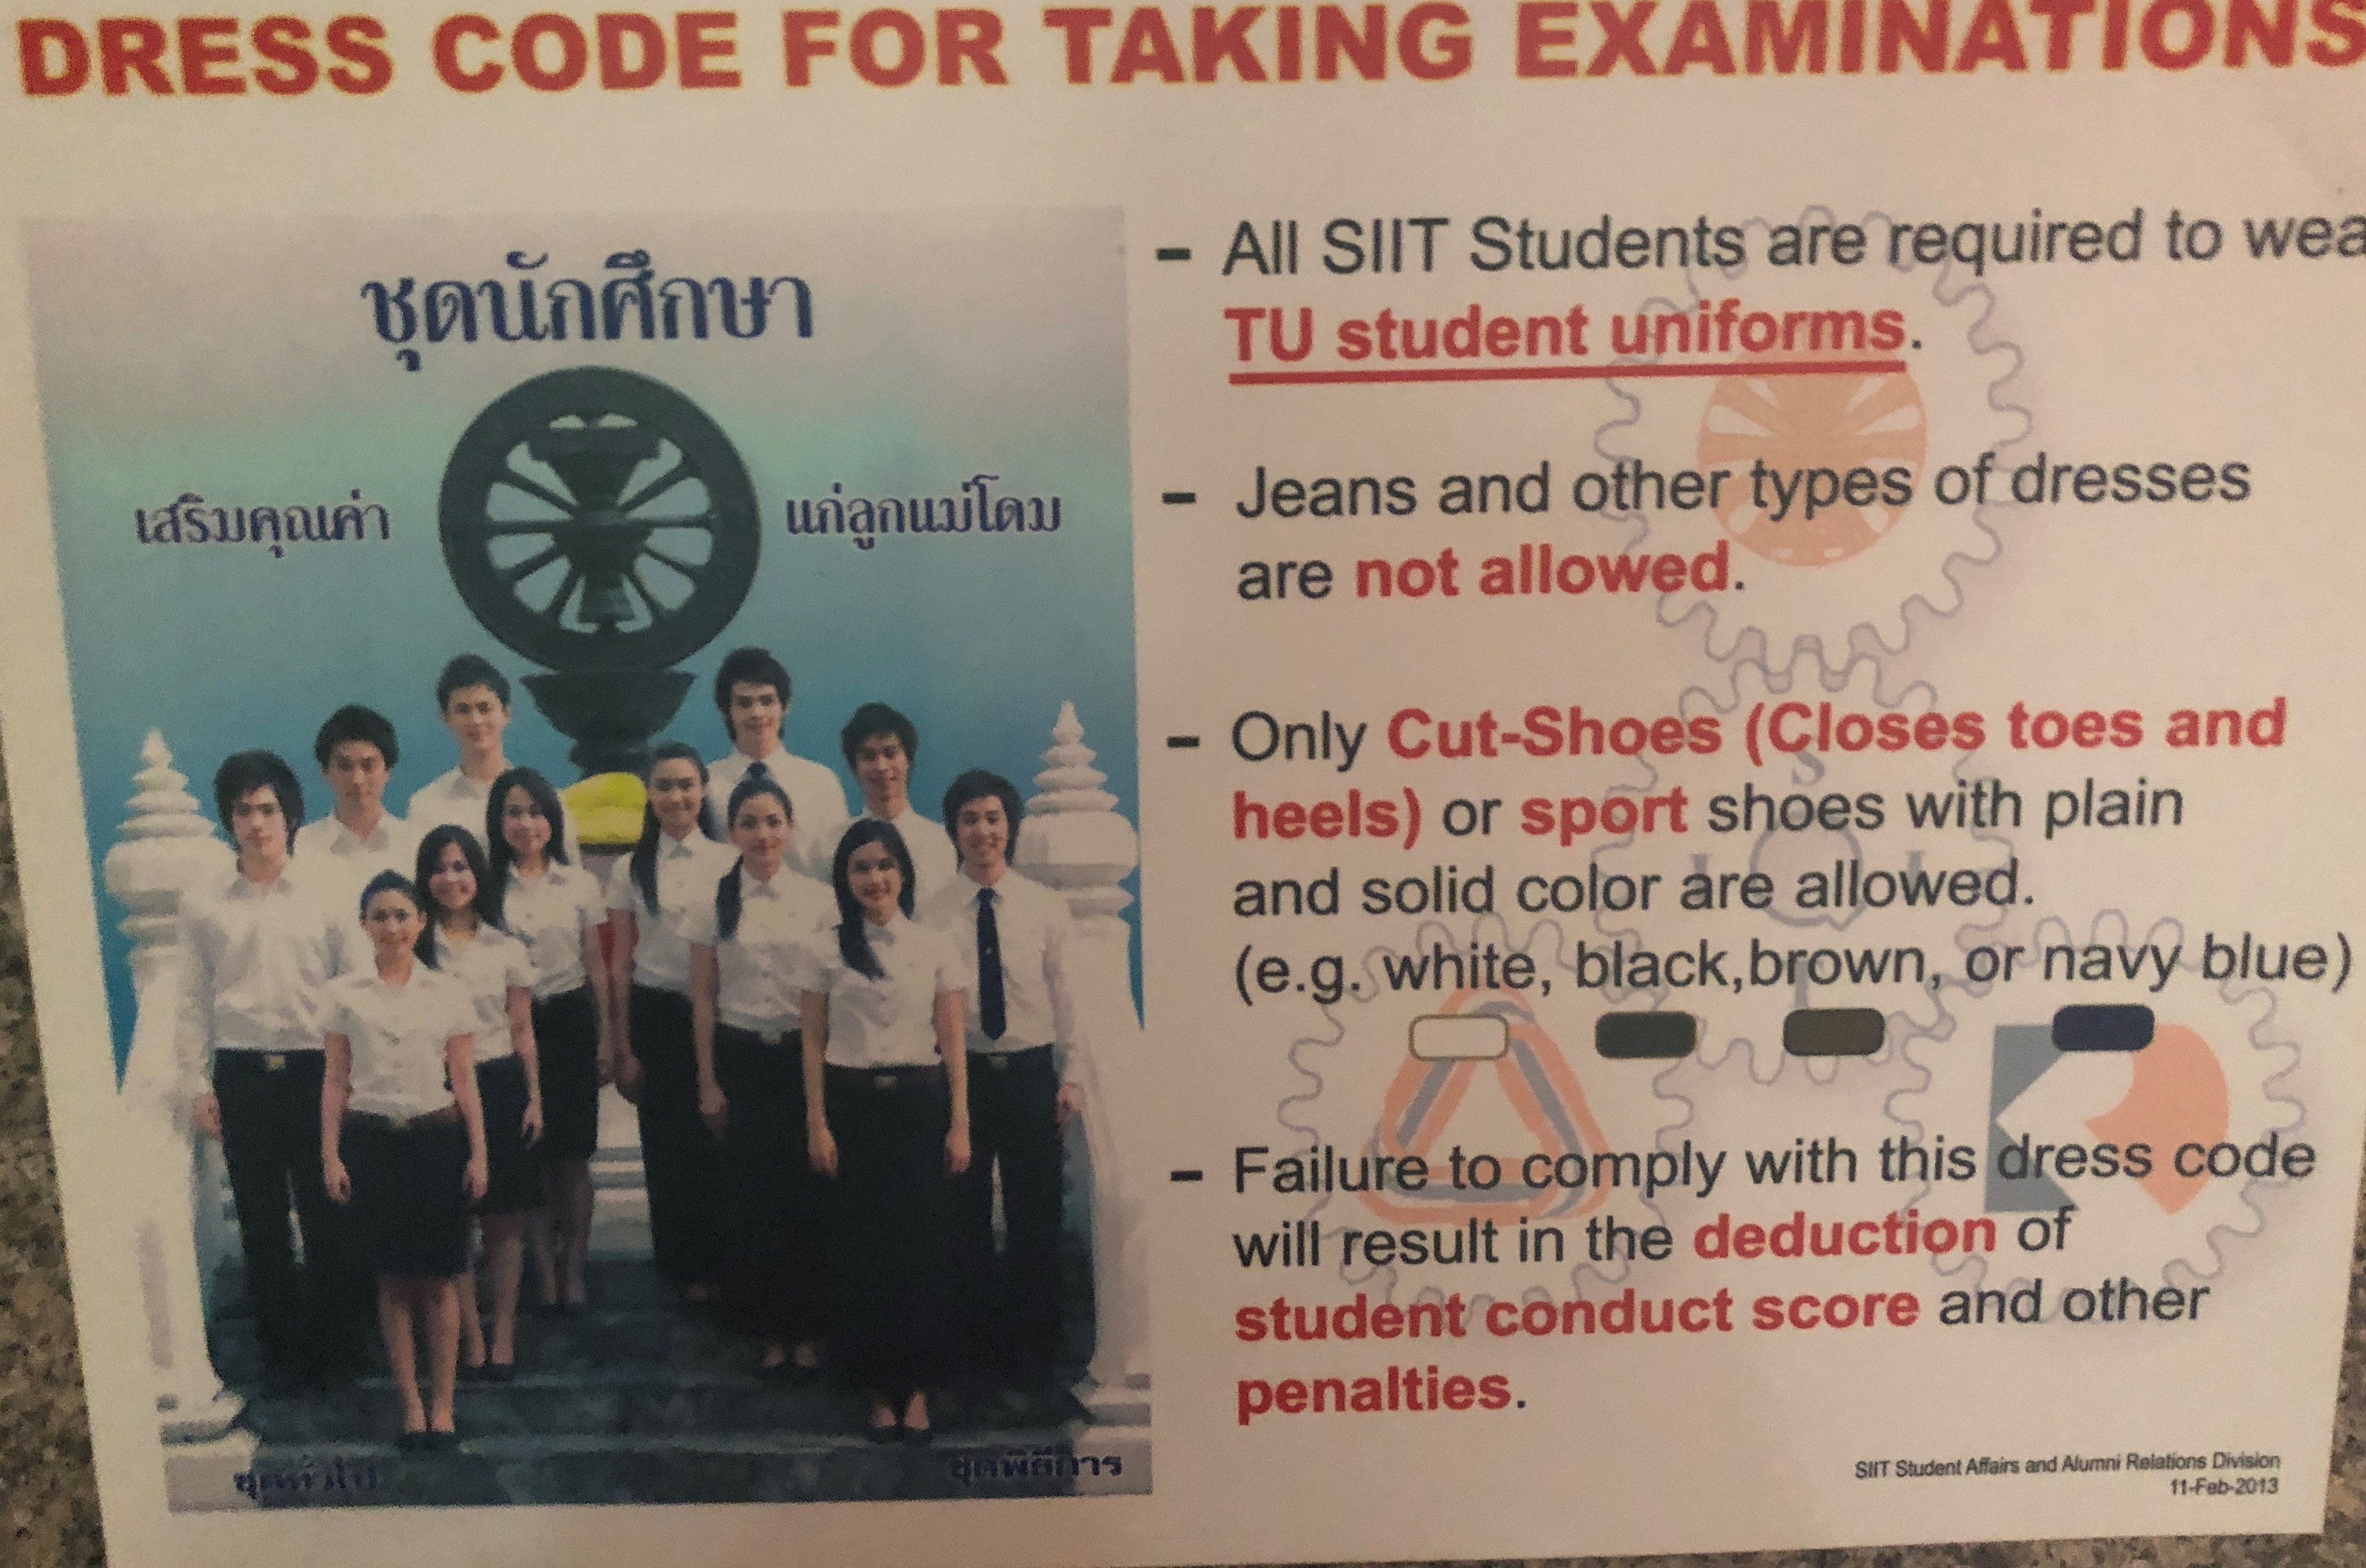 DRESS CODE FOR TAKING EXAMINATIONS
ชุดนักศึกษา
เสริมคุณค่า
แก่ลูกแม่โดม
ชุดทั่วไป
ชุดพิธีการ
– All SIIT Students are required to wea
TU student uniforms.
– Jeans and other types of dresses
are not allowed.
– Only Cut-Shoes (Closes toes and
heels) or sport shoes with plain
and solid color are allowed.
(e.g. white, black,brown, or navy blue)
– Failure to comply with this dress code
will result in the deduction of
student conduct score and other
penalties.
SIIT Student Affairs and Alumni Relations Division
11-Feb-2013